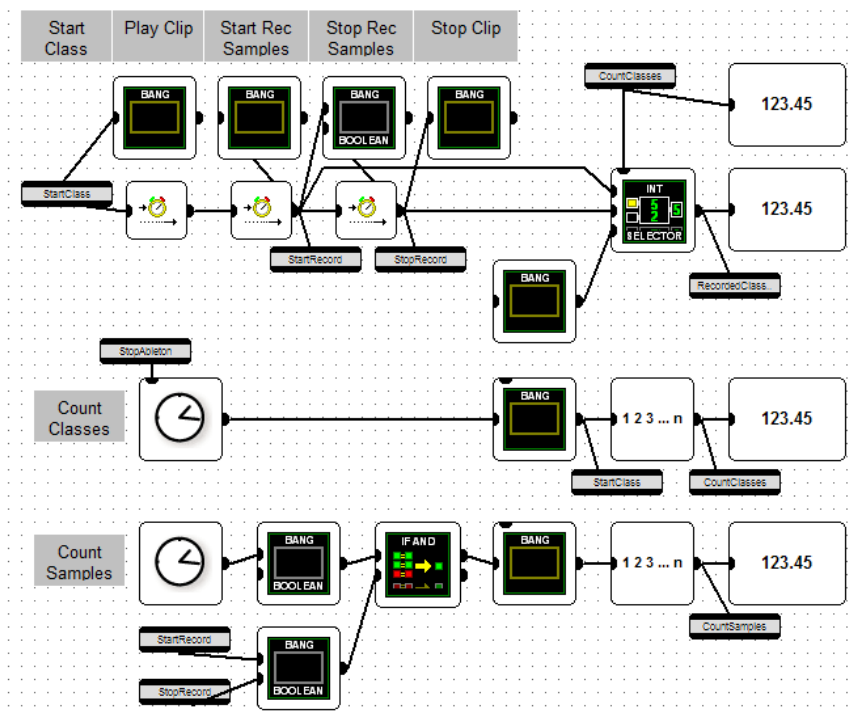 Start Class
Play Clip
Start Rec Samples
Stop Rec Samples
Stop Clip
BANG
BANG
BANG
BOOLEAN
BANG
CountClasses
123.45
StartClass
INT
5
2
S
SELECTOR
123.45
StartRecord
StopRecord
BANG
RecordedClass..
StopAbleton
Count Classes
BANG
1 2 3 ... n
123.45
StartClass
CountClasses
Count Samples
BANG
BOOLEAN
IF AND
BANG
1 2 3 ... n
123.45
StartRecord
StopRecord
BANG
BOOLEAN
CountSamples